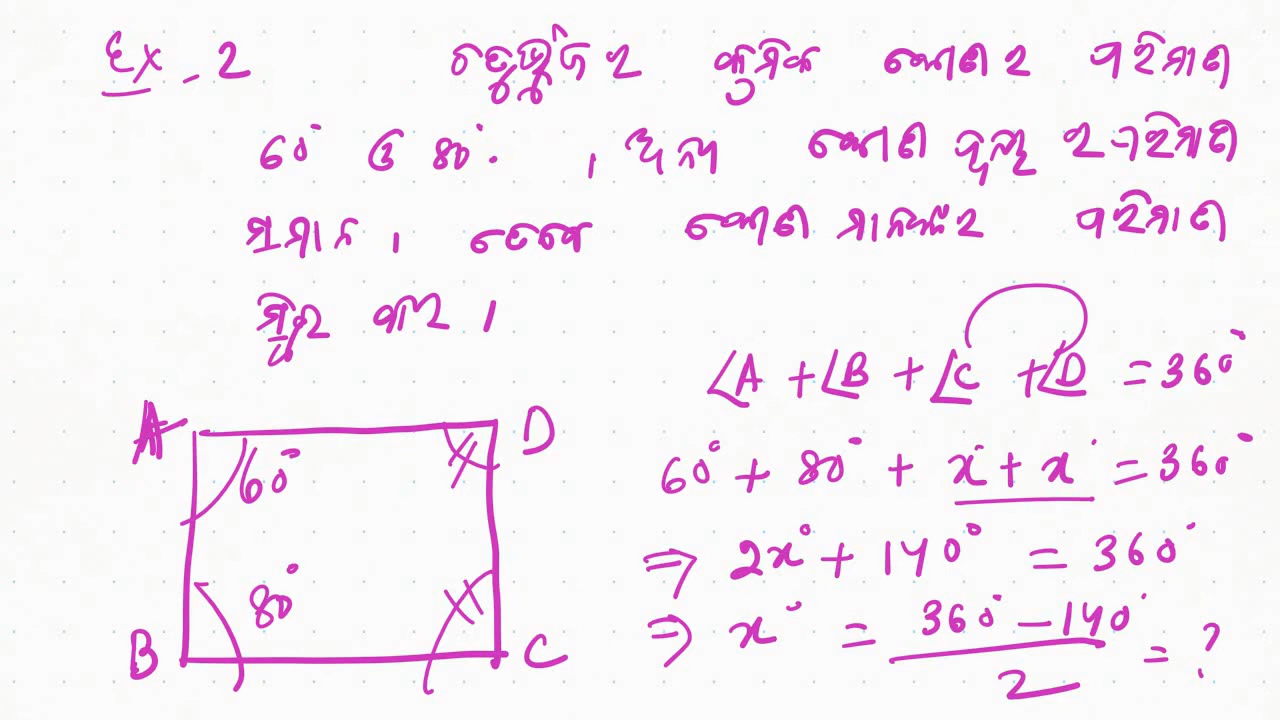 Ex - 2 ଚତୁର୍ଭୁଜର କ୍ରମିକ କୋଣର ପରିମାଣ
60° ଓ 80°. , ଅନ୍ୟ କୋଣ ଦ୍ୱୟର ପରିମାଣ
ସମାନ । ତେବେ କୋଣ ମାନଙ୍କର ପରିମାଣ
ସ୍ଥିର କର ।
∠A + ∠B + ∠C + ∠D = 360°
60° + 80° + x° + x° = 360°
⇒ 2x° + 140° = 360°
⇒ x° = (360° - 140°) / 2 = ?
A D
60°
80°
B C